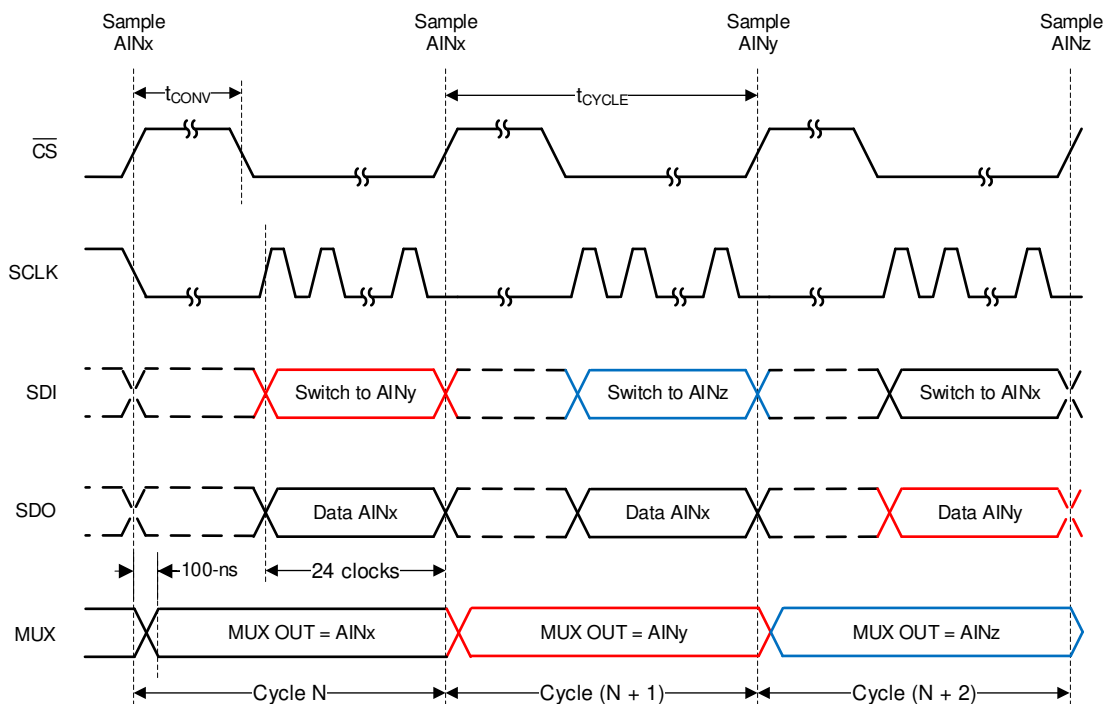 Sample
AINx
Sample
AINx
Sample
AINy
Sample
AINz
tCONV
tCYCLE
CS
SCLK
SDI
Switch to AINy
Switch to AINz
Switch to AINx
SDO
Data AINx
Data AINx
Data AINy
100-ns
24 clocks
MUX
MUX OUT = AINx
MUX OUT = AINy
MUX OUT = AINz
Cycle N
Cycle (N + 1)
Cycle (N + 2)